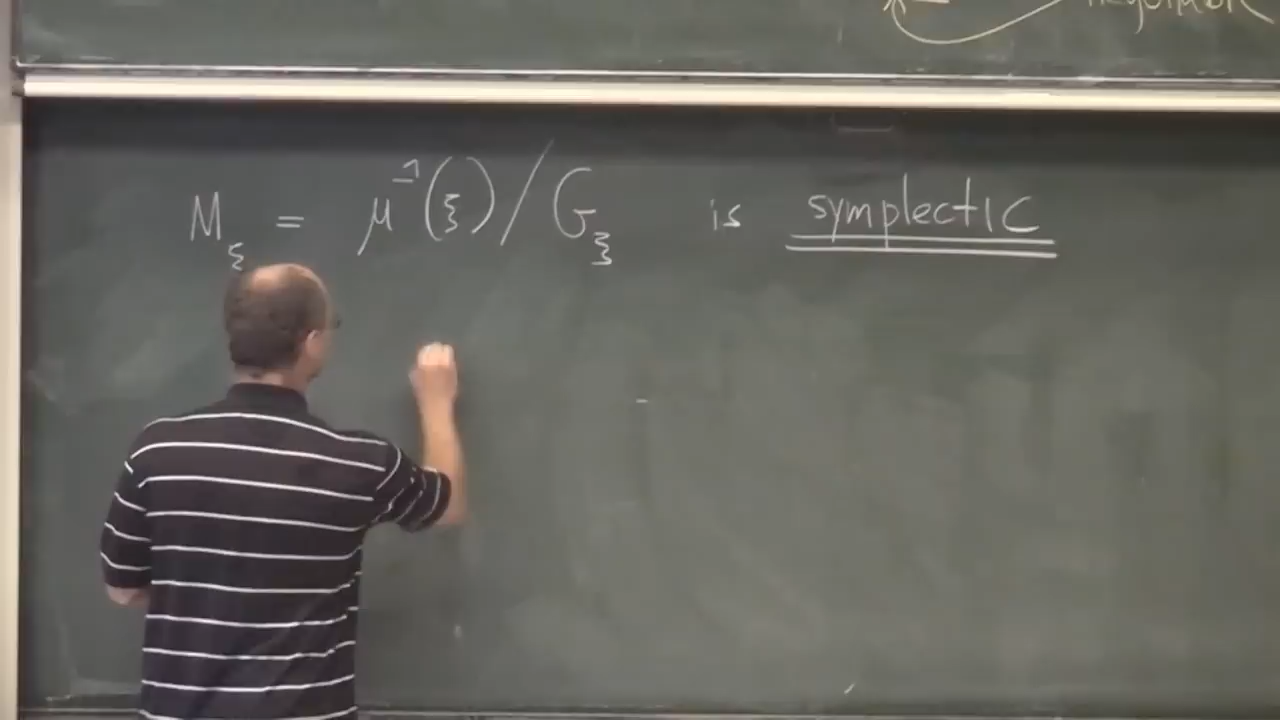 M_ξ = μ⁻¹(ξ) / G_ξ is symplectic